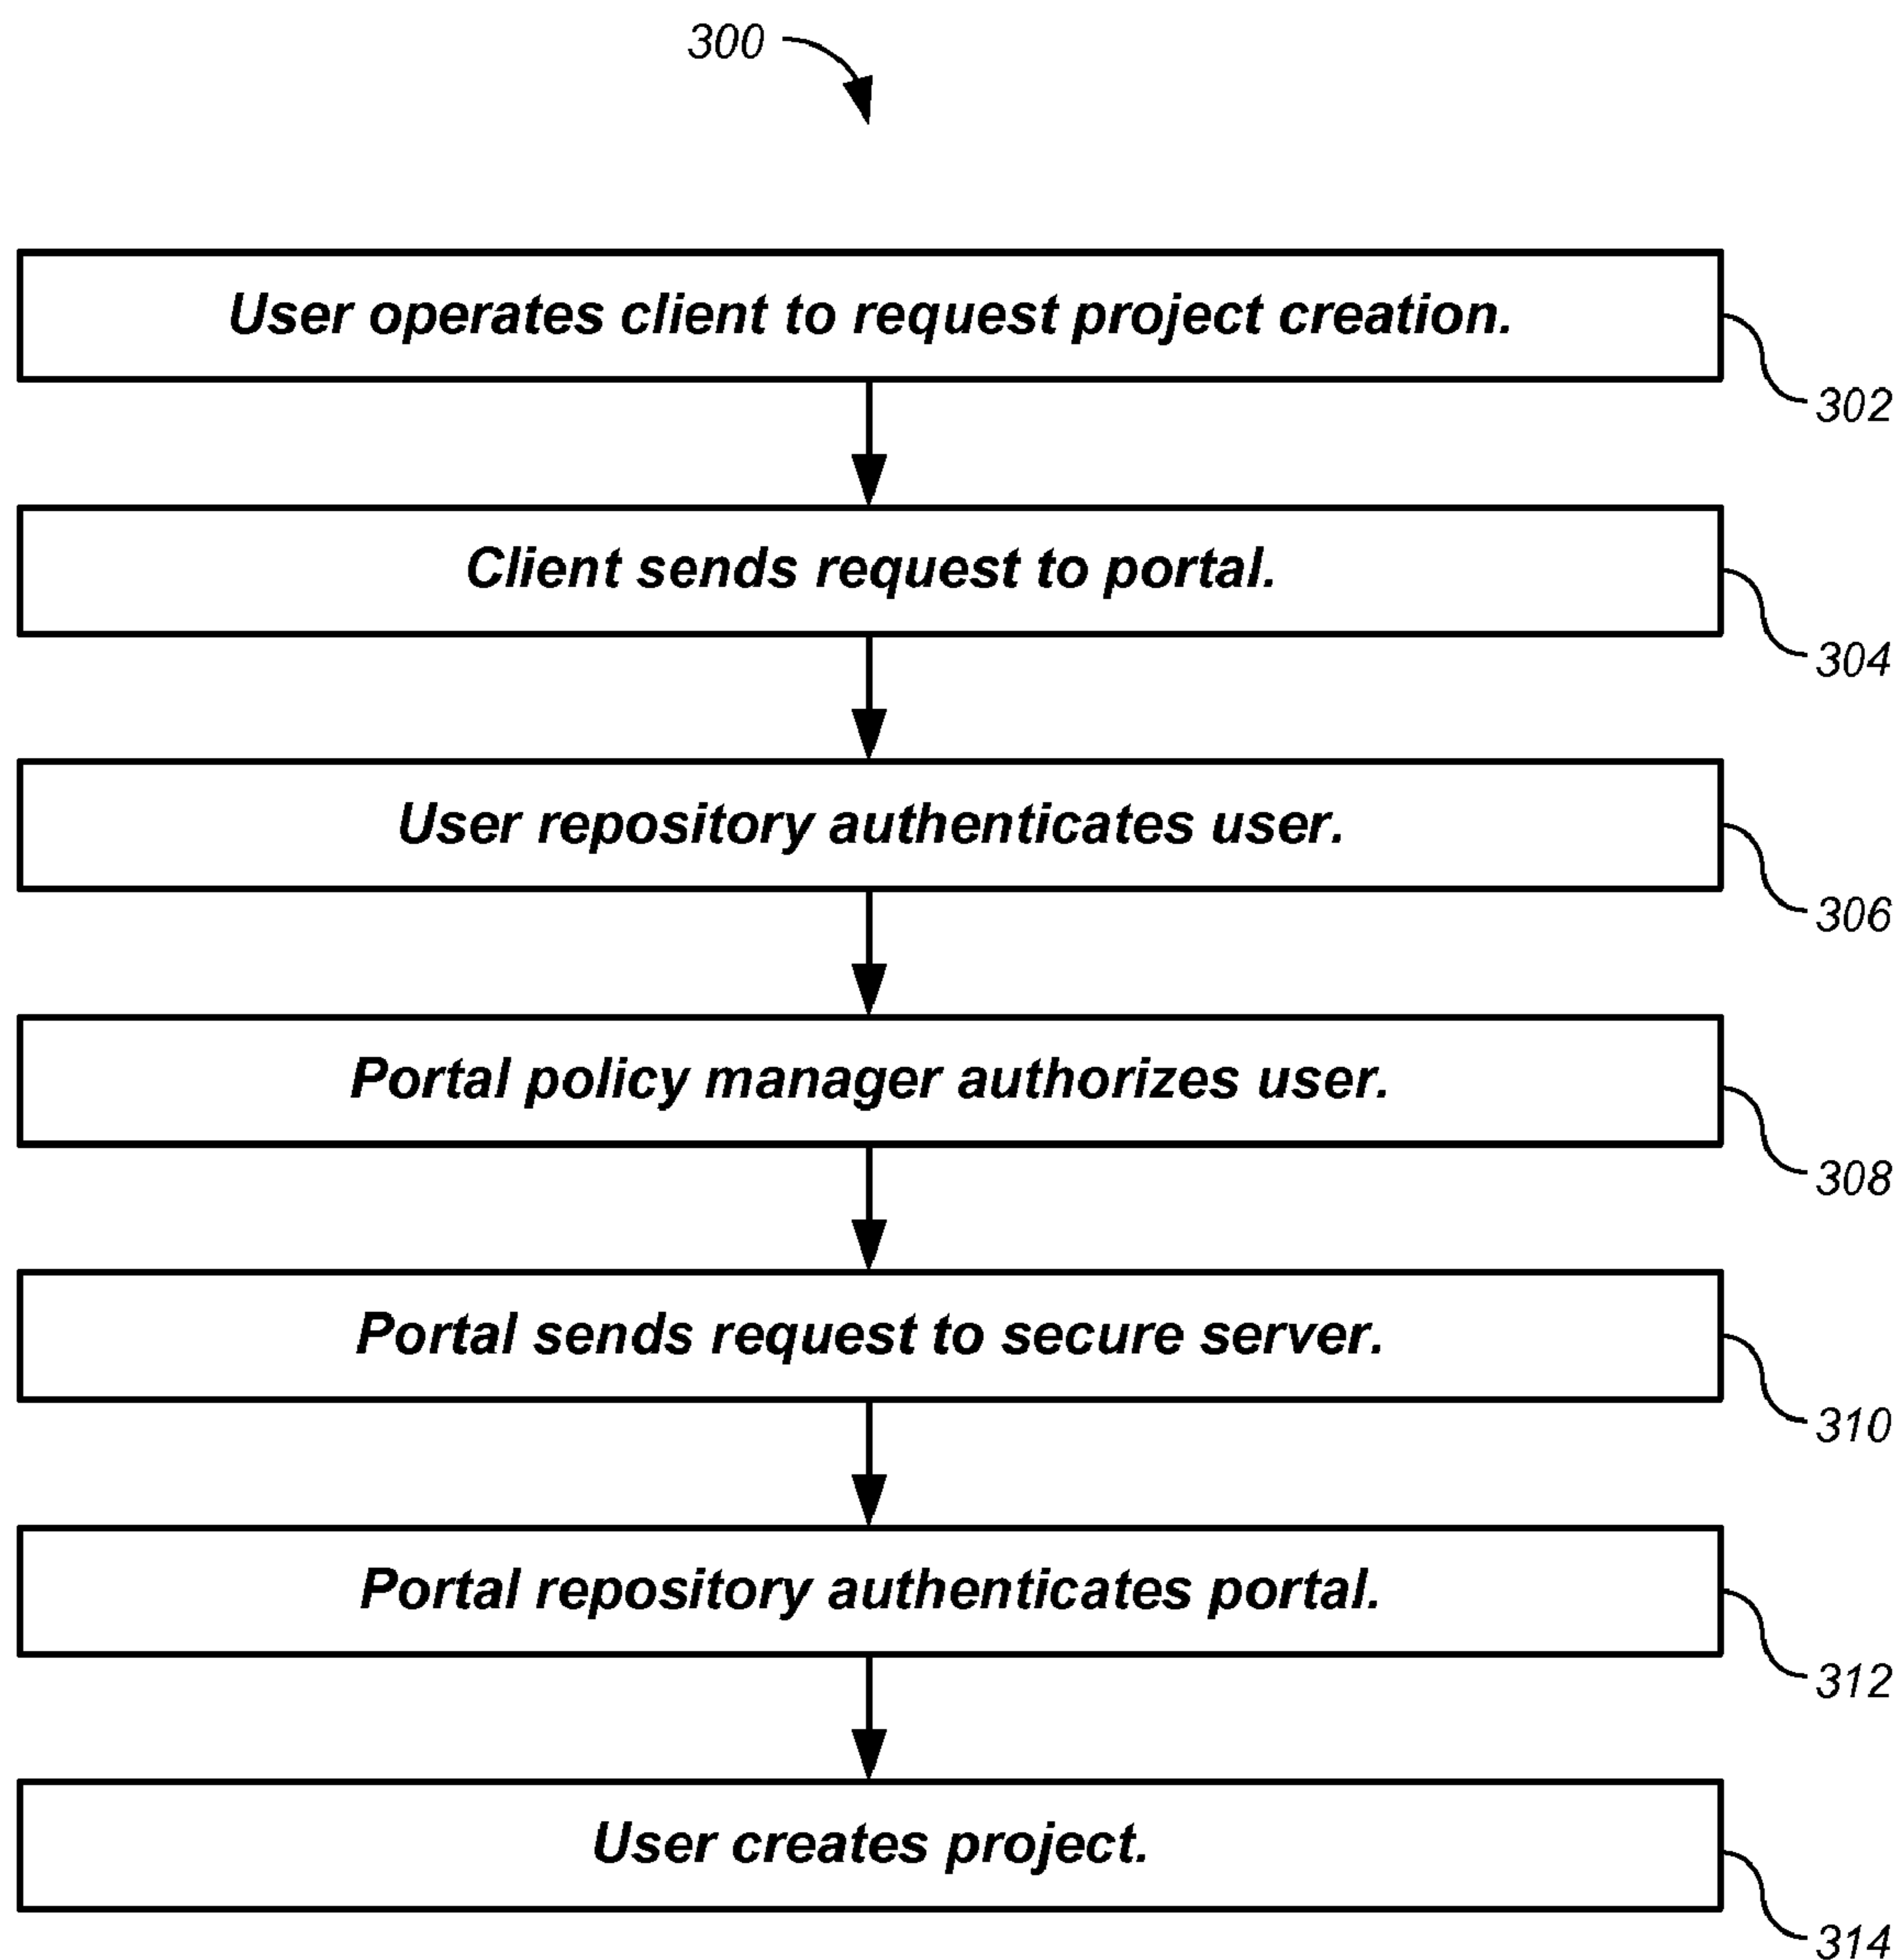 300
User operates client to request project creation.
302
Client sends request to portal.
304
User repository authenticates user.
306
Portal policy manager authorizes user.
308
Portal sends request to secure server.
310
Portal repository authenticates portal.
312
User creates project.
314